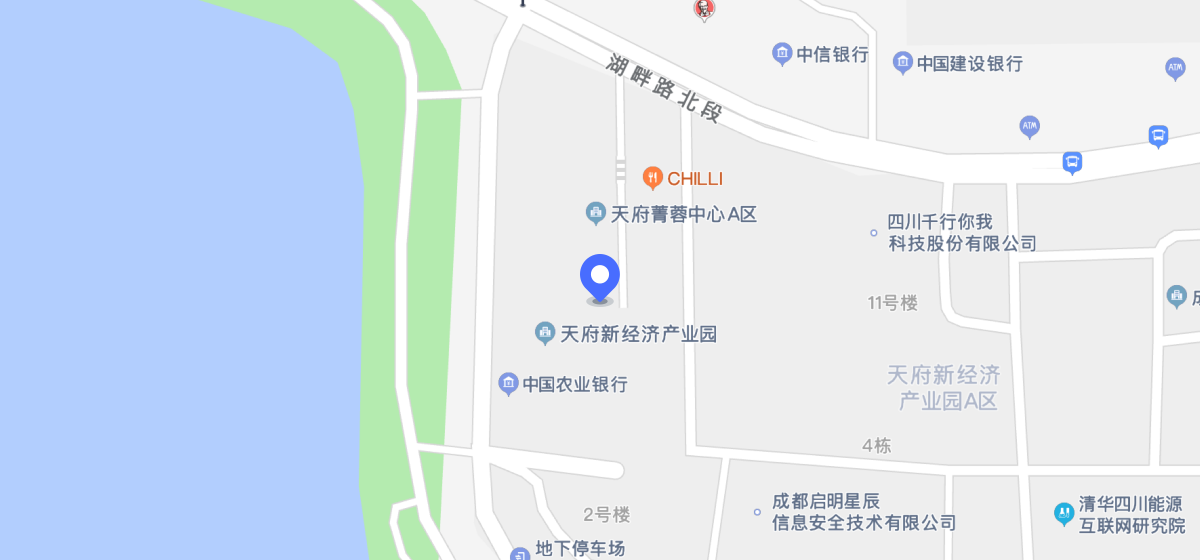 中信银行
中国建设银行
ATM
湖畔路北段
ATM
CHILLI
天府菁蓉中心A区
四川千行你我
科技股份有限公司
11号楼
成
天府新经济产业园
天府新经济
产业园A区
中国农业银行
4栋
成都启明星辰
信息安全技术有限公司
清华四川能源
互联网研究院
2号楼
地下停车场